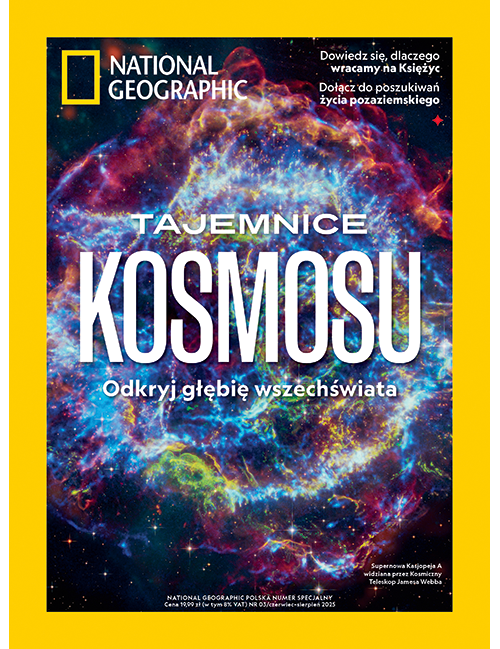 NATIONAL
GEOGRAPHIC
Dowiedz się, dlaczego
wracamy na Księżyc
Dołącz do poszukiwań
życia pozaziemskiego
TAJEMNICE
KOSMOSU
Odkryj głębię wszechświata
Supernowa Kasjopeja A
widziana przez Kosmiczny
Teleskop Jamesa Webba
NATIONAL GEOGRAPHIC POLSKA NUMER SPECJALNY
Cena 19,99 zł (w tym 8% VAT) NR 03/czerwiec-sierpień 2025